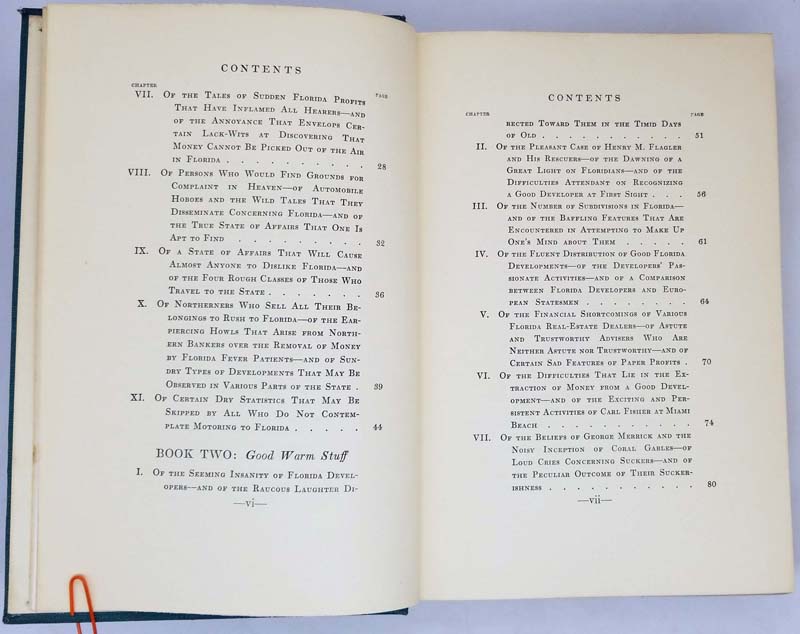 CONTENTS
CHAPTER PAGE
VII. Of the Tales of Sudden Florida Profits
That Have Inflamed All Hearers—and
of the Annoyance That Envelops Cer-
tain Lack-Wits at Discovering That
Money Cannot Be Picked Out of the Air
in Florida . . . . . . . . . . 28
VIII. Of Persons Who Would Find Grounds for
Complaint in Heaven—of Automobile
Hoboes and the Wild Tales That They
Disseminate Concerning Florida—and of
the True State of Affairs That One Is
Apt to Find . . . . . . . . . 32
IX. Of a State of Affairs That Will Cause
Almost Anyone to Dislike Florida—and
of the Four Rough Classes of Those Who
Travel to the State . . . . . . . 36
X. Of Northerners Who Sell All Their Be-
longings to Rush to Florida—of the Ear-
piercing Howls That Arise from North-
ern Bankers over the Removal of Money
by Florida Fever Patients—and of Sun-
dry Types of Developments That May Be
Observed in Various Parts of the State . 39
XI. Of Certain Dry Statistics That May Be
Skipped by All Who Do Not Contem-
plate Motoring to Florida . . . . . 44
BOOK TWO: Good Warm Stuff
I. Of the Seeming Insanity of Florida Devel-
opers—and of the Raucous Laughter Di-
—vi—
CONTENTS
CHAPTER PAGE
rected Toward Them in the Timid Days
of Old . . . . . . . . . . . 51
II. Of the Pleasant Case of Henry M. Flagler
and His Rescuers—of the Dawning of a
Great Light on Floridians—and of the
Difficulties Attendant on Recognizing
a Good Developer at First Sight . . . 56
III. Of the Number of Subdivisions in Florida—
and of the Baffling Features That Are
Encountered in Attempting to Make Up
One's Mind about Them . . . . . 61
IV. Of the Fluent Distribution of Good Florida
Developments—of the Developers' Pas-
sionate Activities—and of a Comparison
between Florida Developers and Euro-
pean Statesmen . . . . . . . . 64
V. Of the Financial Shortcomings of Various
Florida Real-Estate Dealers—of Astute
and Trustworthy Advisers Who Are
Neither Astute nor Trustworthy—and of
Certain Sad Features of Paper Profits . 70
VI. Of the Difficulties That Lie in the Ex-
traction of Money from a Good Devel-
opment—and of the Exciting and Per-
sistent Activities of Carl Fisher at Miami
Beach . . . . . . . . . . . 74
VII. Of the Beliefs of George Merrick and the
Noisy Inception of Coral Gables—of
Loud Cries Concerning Suckers—and of
the Peculiar Outcome of Their Sucker-
ishness . . . . . . . . . . . 80
—vii—